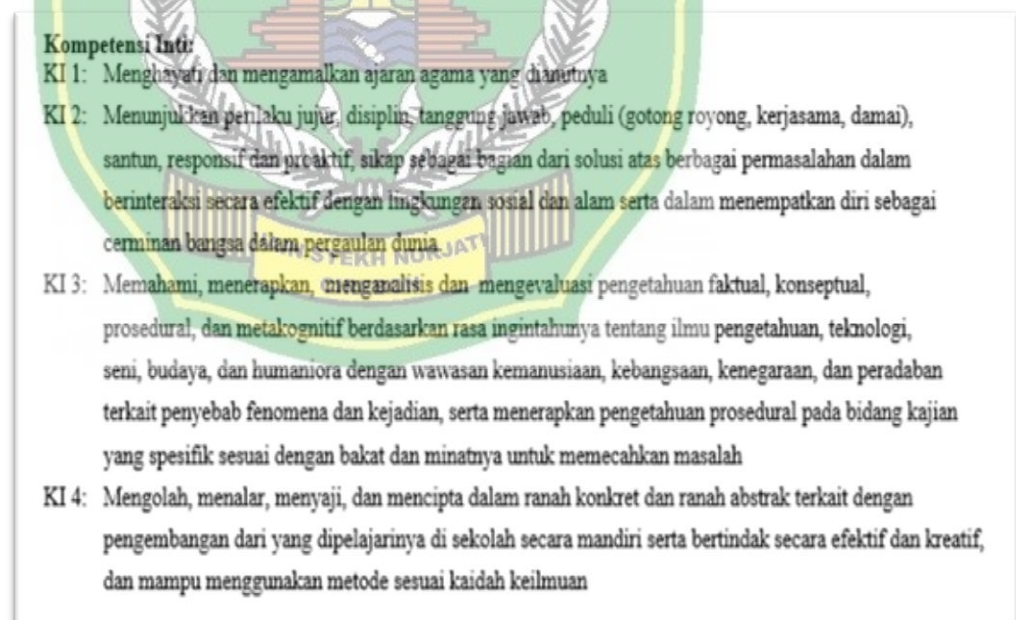 Kompetensi Inti:
KI 1: Menghayati dan mengamalkan ajaran agama yang dianutnya
KI 2: Menunjukkan perilaku jujur, disiplin, tanggung jawab, peduli (gotong royong, kerjasama, damai),
santun, responsif dan proaktif, sikap sebagai bagian dari solusi atas berbagai permasalahan dalam
berinteraksi secara efektif dengan lingkungan sosial dan alam serta dalam menempatkan diri sebagai
cerminan bangsa dalam pergaulan dunia
NURJATI
KI 3: Memahami, menerapkan, menganalisis dan mengevaluasi pengetahuan faktual, konseptual,
prosedural, dan metakognitif berdasarkan rasa ingintahunya tentang ilmu pengetahuan, teknologi,
seni, budaya, dan humaniora dengan wawasan kemanusiaan, kebangsaan, kenegaraan, dan peradaban
terkait penyebab fenomena dan kejadian, serta menerapkan pengetahuan prosedural pada bidang kajian
yang spesifik sesuai dengan bakat dan minatnya untuk memecahkan masalah
KI 4: Mengolah, menalar, menyaji, dan mencipta dalam ranah konkret dan ranah abstrak terkait dengan
pengembangan dari yang dipelajarinya di sekolah secara mandiri serta bertindak secara efektif dan kreatif,
dan mampu menggunakan metode sesuai kaidah keilmuan